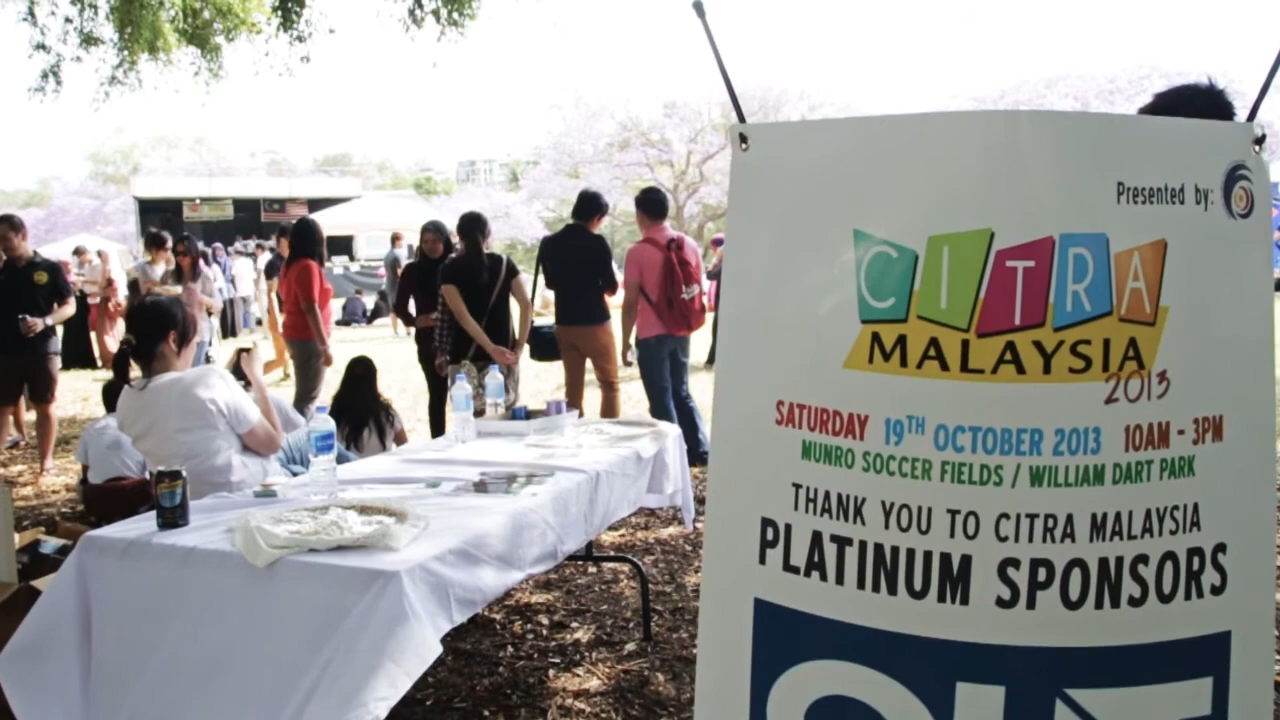 Presented by:
CITRA
MALAYSIA
2013
SATURDAY 19TH OCTOBER 2013 10AM - 3PM
MUNRO SOCCER FIELDS / WILLIAM DART PARK
THANK YOU TO CITRA MALAYSIA
PLATINUM SPONSORS